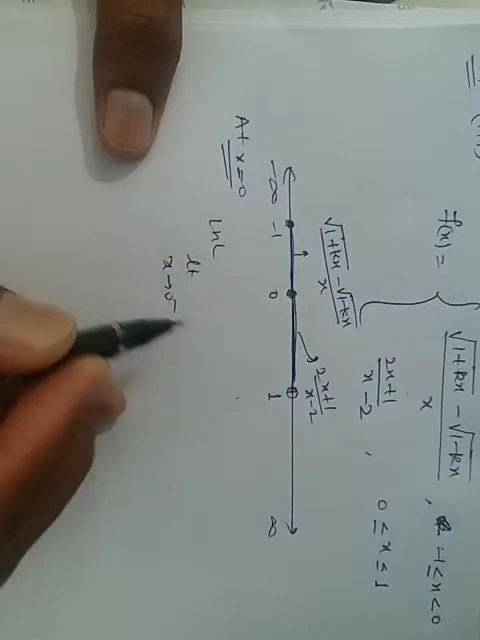 f(x) = { (√(1+kx) − √(1−kx))/x , −1 ≤ x < 0
(2x+1)/(x−2) , 0 ≤ x ≤ 1
(√(1+kx) − √(1−kx))/x
(2x+1)/(x−2)
−∞ −1 0 1 ∞
At x=0
LHL
lt
x→0⁻